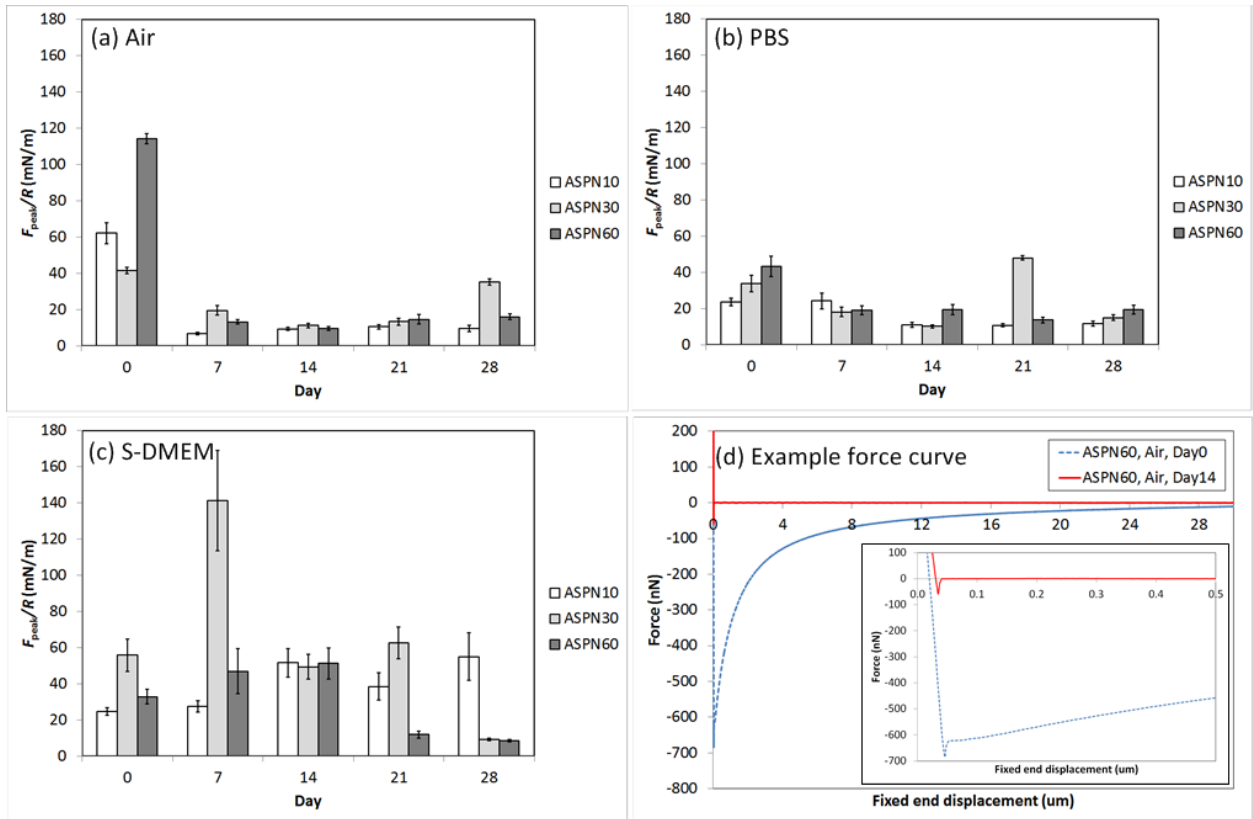 (a) Air
180
160
140
120
100
80
60
40
20
0
F_peak/R (mN/m)
0 7 14 21 28
Day
ASPN10
ASPN30
ASPN60
(b) PBS
180
160
140
120
100
80
60
40
20
0
F_peak/R (mN/m)
0 7 14 21 28
Day
ASPN10
ASPN30
ASPN60
(c) S-DMEM
180
160
140
120
100
80
60
40
20
0
F_peak/R (mN/m)
0 7 14 21 28
Day
ASPN10
ASPN30
ASPN60
(d) Example force curve
ASPN60, Air, Day0
ASPN60, Air, Day14
200
100
0
-100
-200
-300
-400
-500
-600
-700
-800
Force (nN)
0 4 8 12 16 20 24 28
Fixed end displacement (um)
100
0
-100
-200
-300
-400
-500
-600
-700
Force (nN)
0.0 0.1 0.2 0.3 0.4 0.5
Fixed end displacement (um)